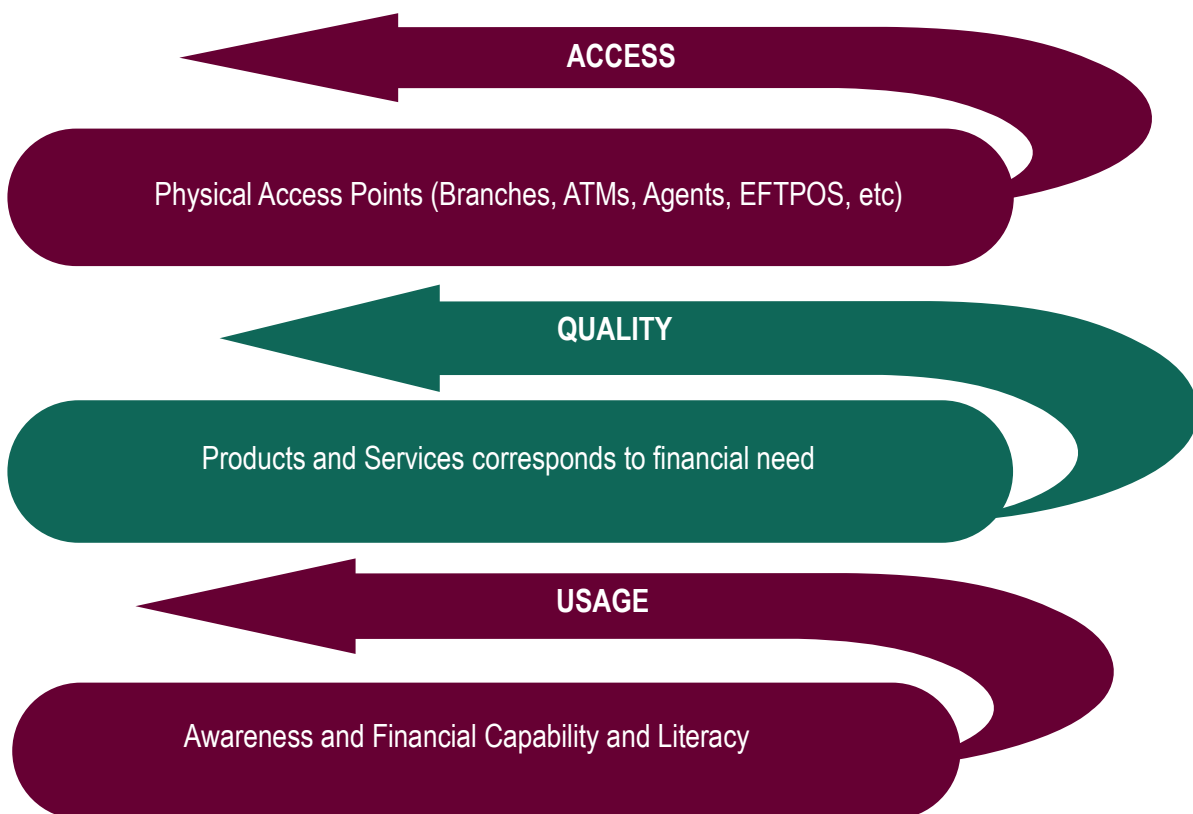 ACCESS
Physical Access Points (Branches, ATMs, Agents, EFTPOS, etc)
QUALITY
Products and Services corresponds to financial need
USAGE
Awareness and Financial Capability and Literacy